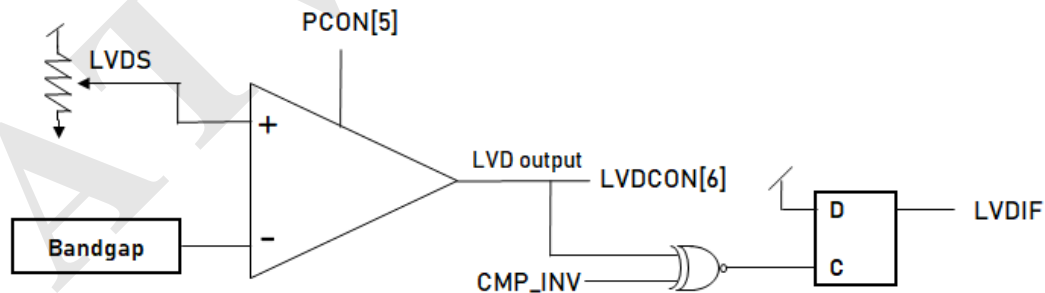 PCON[5]
LVDS
+
LVD output
LVDCON[6]
-
Bandgap
D
LVDIF
C
CMP_INV